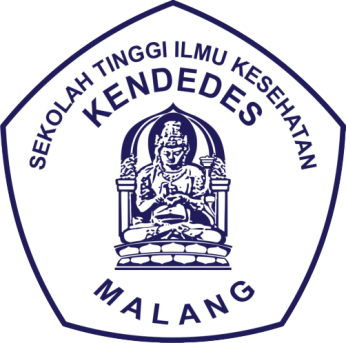 SEKOLAH TINGGI ILMU KESEHATAN
KENDEDES
MALANG